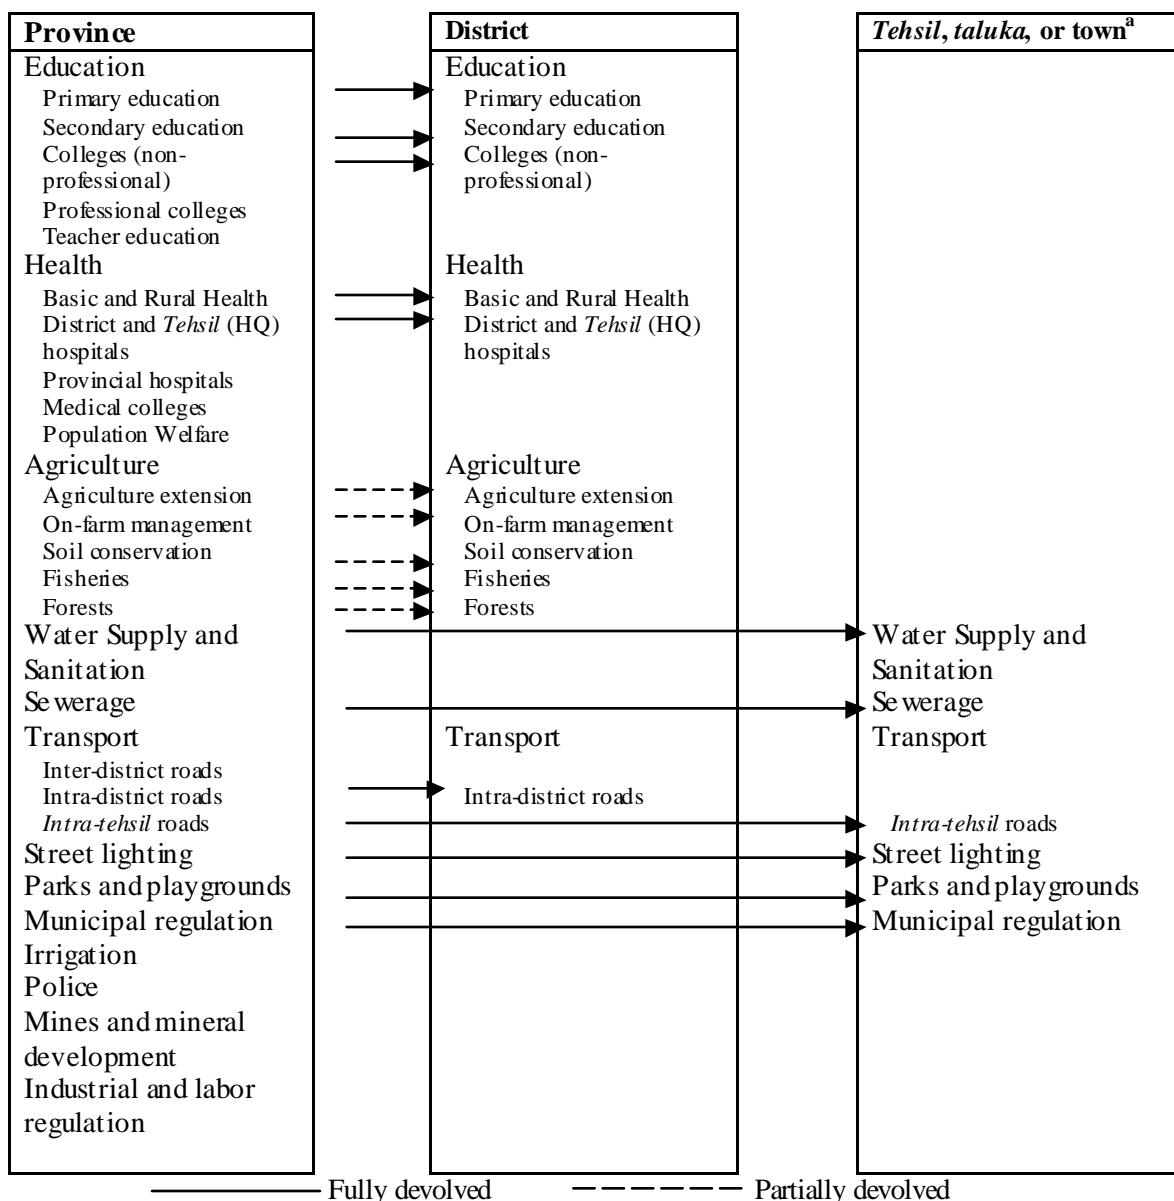 Province
Education
Primary education
Secondary education
Colleges (non-
professional)
Professional colleges
Teacher education
Health
Basic and Rural Health
District and Tehsil (HQ)
hospitals
Provincial hospitals
Medical colleges
Population Welfare
Agriculture
Agriculture extension
On-farm management
Soil conservation
Fisheries
Forests
Water Supply and
Sanitation
Sewerage
Transport
Inter-district roads
Intra-district roads
Intra-tehsil roads
Street lighting
Parks and playgrounds
Municipal regulation
Irrigation
Police
Mines and mineral
development
Industrial and labor
regulation
District
Education
Primary education
Secondary education
Colleges (non-
professional)
Health
Basic and Rural Health
District and Tehsil (HQ)
hospitals
Agriculture
Agriculture extension
On-farm management
Soil conservation
Fisheries
Forests
Transport
Intra-district roads
Tehsil, taluka, or town^a
Water Supply and
Sanitation
Sewerage
Transport
Intra-tehsil roads
Street lighting
Parks and playgrounds
Municipal regulation
Fully devolved
Partially devolved